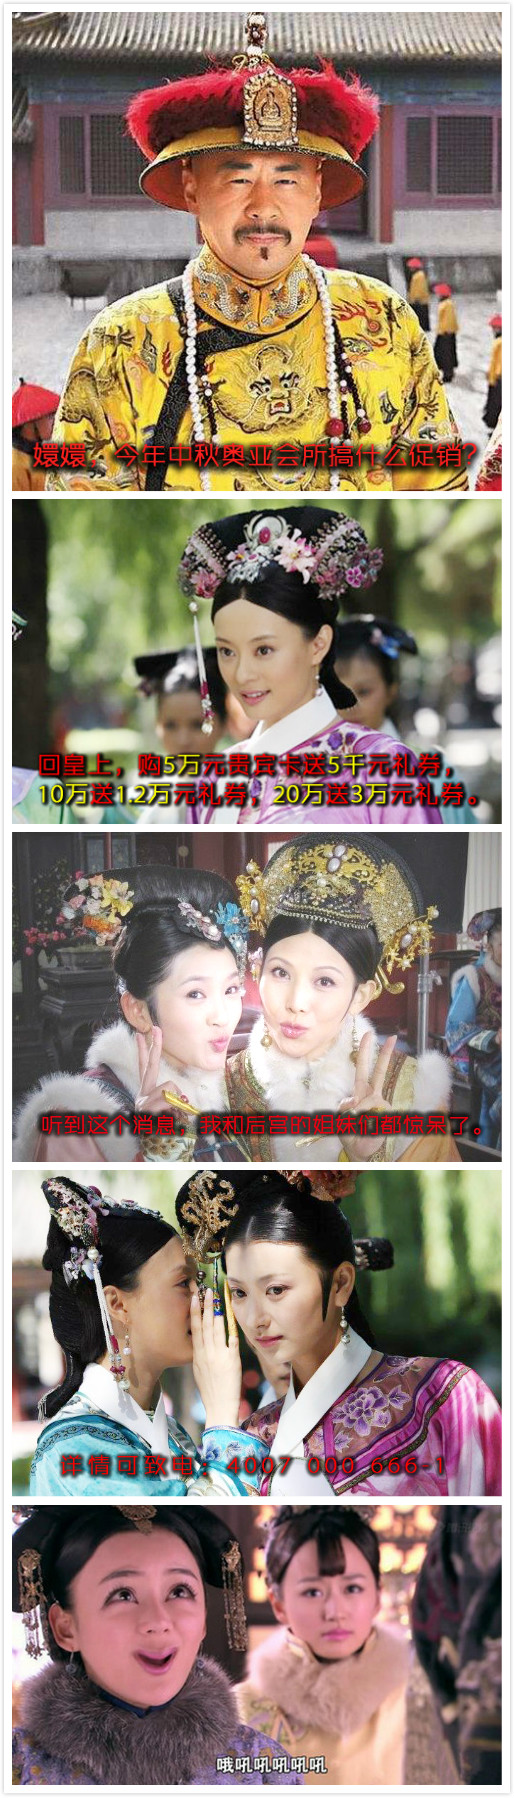 嬛嬛，今年中秋奥亚会所搞什么促销？
回皇上，购5万元贵宾卡送5千元礼券，
10万送1.2万元礼券，20万送3万元礼券。
听到这个消息，我和后宫的姐妹们都惊呆了。
详情可致电：4007 000 666-1
哦吼吼吼吼吼